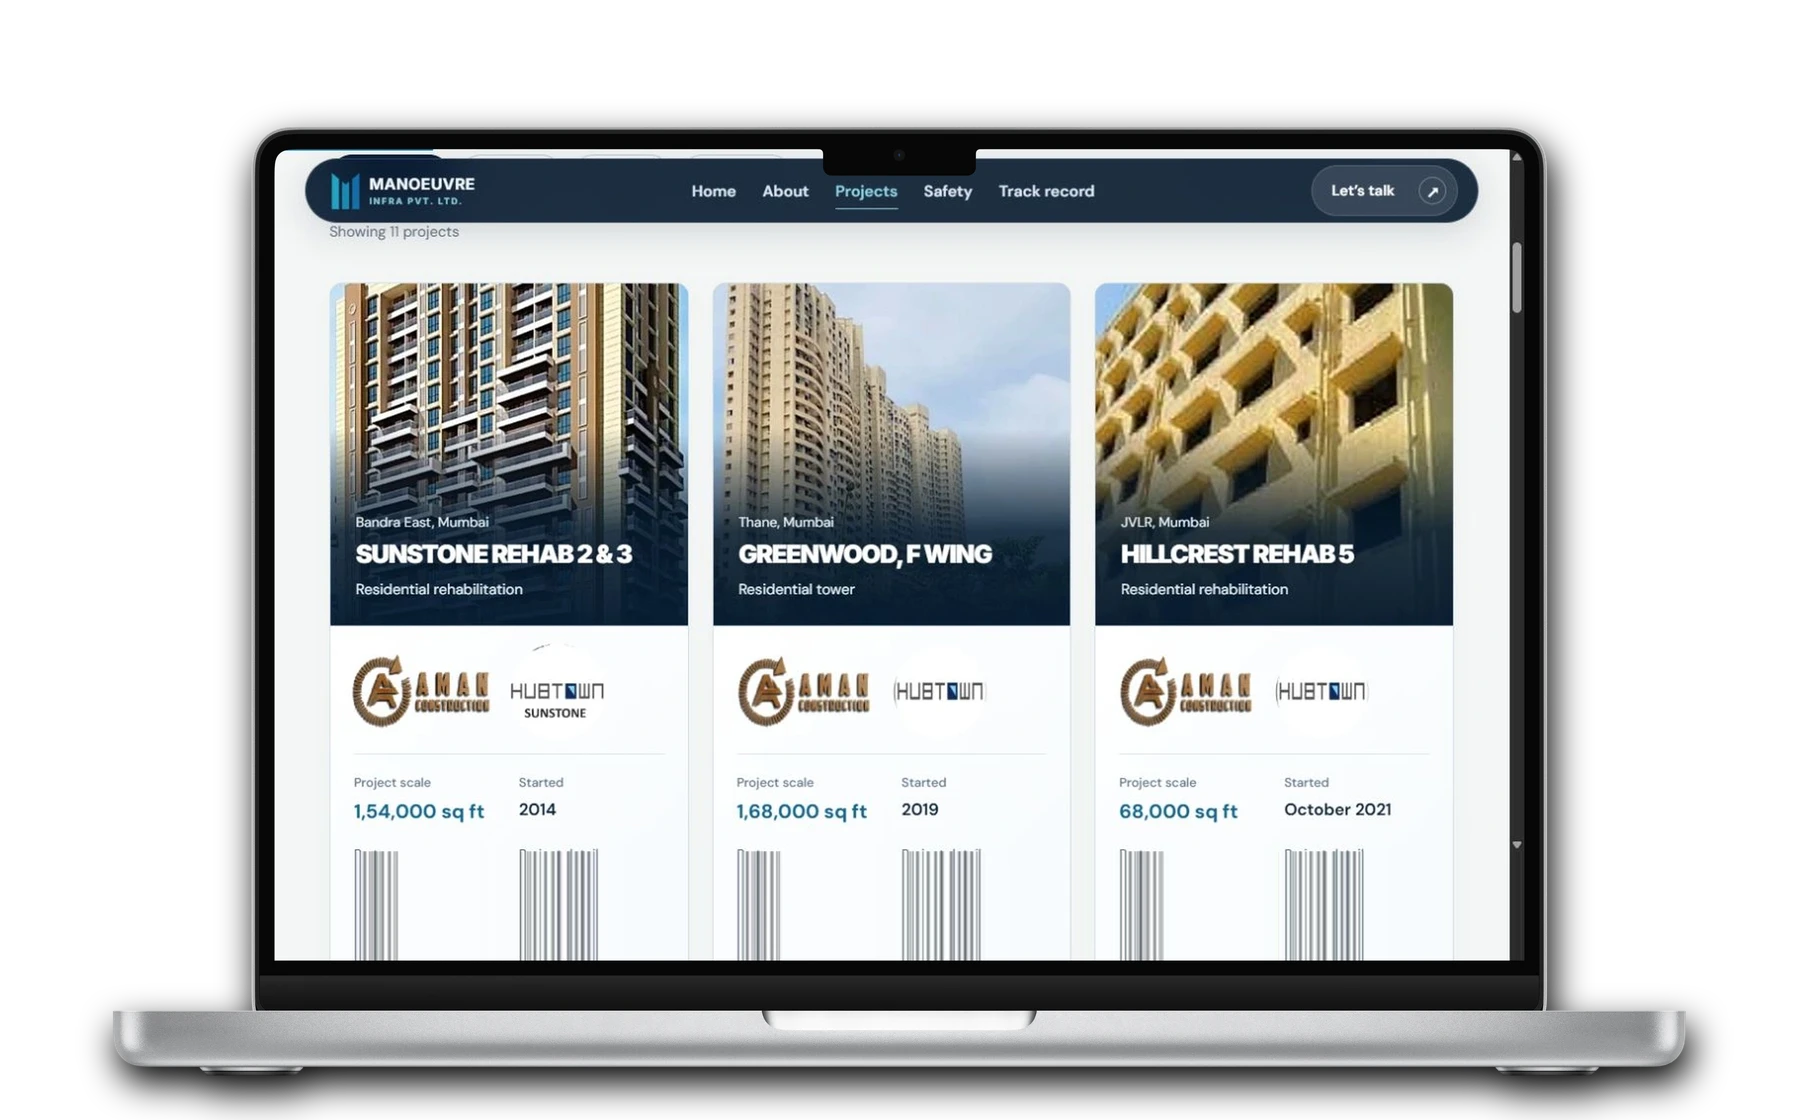 MANOEUVRE
INFRA PVT. LTD.
Home About Projects Safety Track record
Let's talk
Showing 11 projects
Bandra East, Mumbai
SUNSTONE REHAB 2 & 3
Residential rehabilitation
AMAN
CONSTRUCTION
HUBTOWN
SUNSTONE
Project scale
1,54,000 sq ft
Started
2014
Thane, Mumbai
GREENWOOD, F WING
Residential tower
AMAN
CONSTRUCTION
HUBTOWN
Project scale
1,68,000 sq ft
Started
2019
JVLR, Mumbai
HILLCREST REHAB 5
Residential rehabilitation
AMAN
CONSTRUCTION
HUBTOWN
Project scale
68,000 sq ft
Started
October 2021